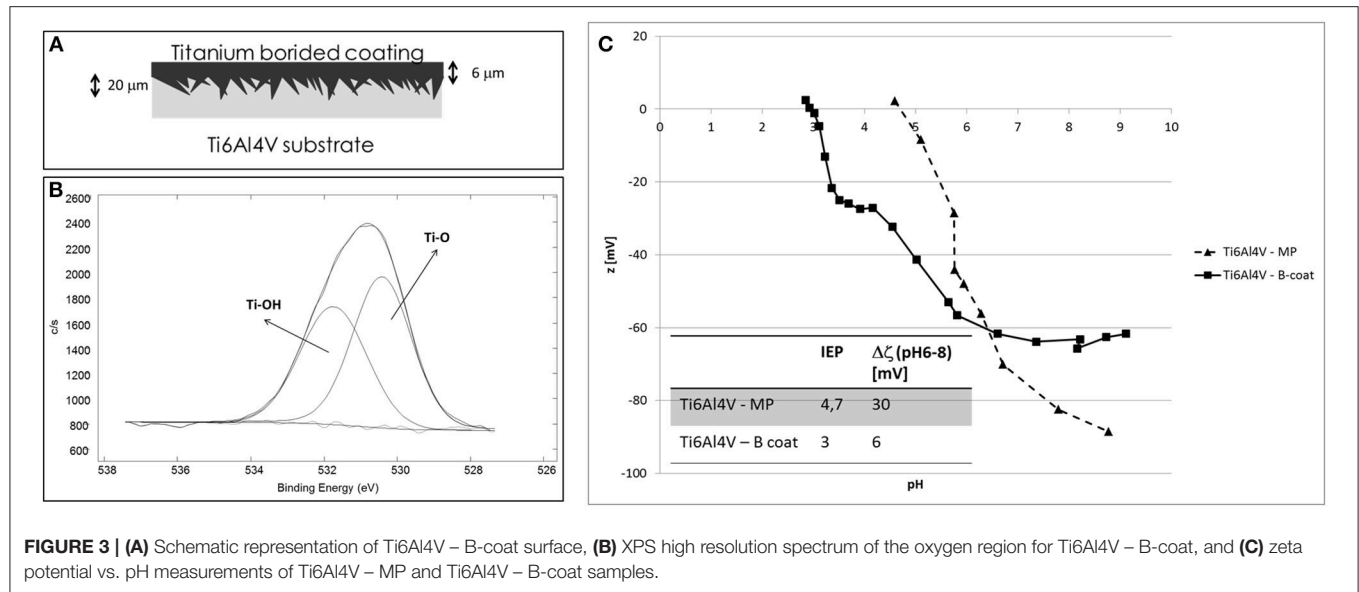 A
Titanium borided coating
20 μm
6 μm
Ti6Al4V substrate
B
2600
2400
2200
2000
1800
1600
1400
1200
1000
800
600
c/s
Ti-O
Ti-OH
538 536 534 532 530 528 526
Binding Energy (eV)
C
20
0
-20
-40
-60
-80
-100
z [mV]
0 1 2 3 4 5 6 7 8 9 10
pH
Ti6Al4V - MP
Ti6Al4V - B-coat
IEP Δζ (pH6-8) [mV]
Ti6Al4V - MP 4,7 30
Ti6Al4V – B coat 3 6
FIGURE 3 | (A) Schematic representation of Ti6Al4V – B-coat surface, (B) XPS high resolution spectrum of the oxygen region for Ti6Al4V – B-coat, and (C) zeta
potential vs. pH measurements of Ti6Al4V – MP and Ti6Al4V – B-coat samples.